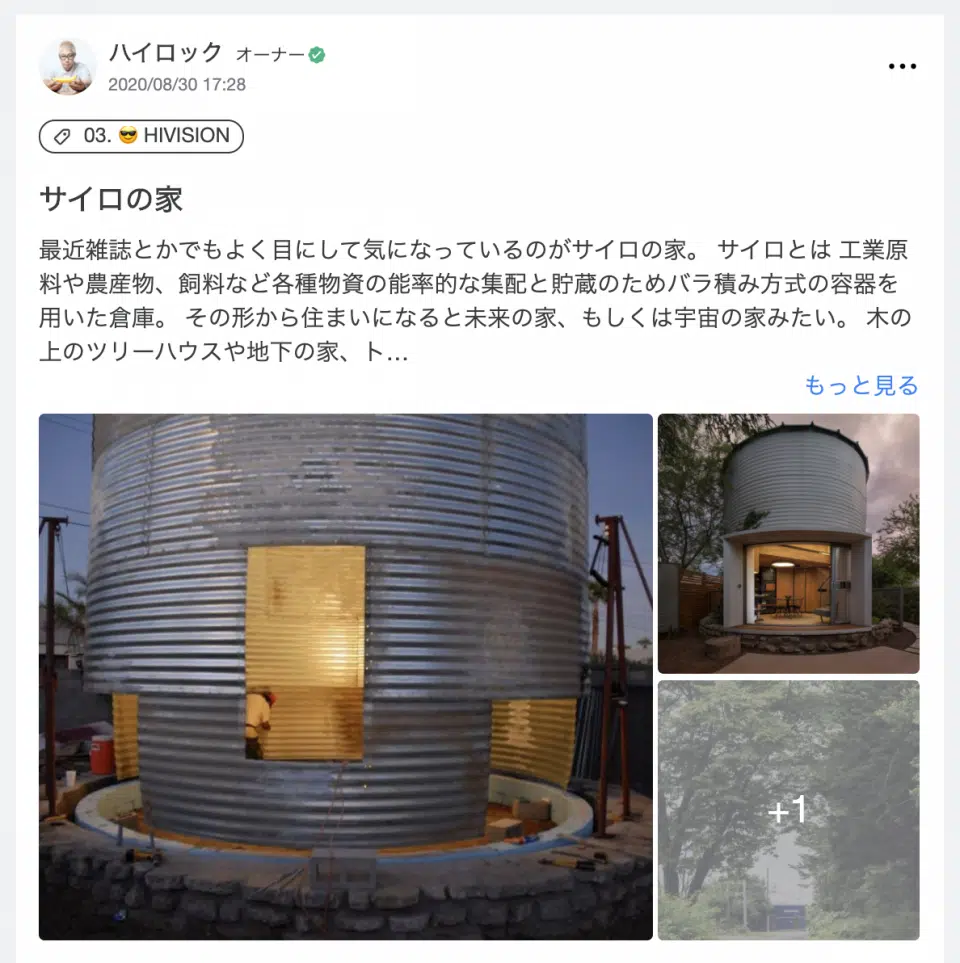 ハイロック オーナー
2020/08/30 17:28
03. 😎 HIVISION
サイロの家
最近雑誌とかでもよく目にして気になっているのがサイロの家。 サイロとは 工業原
料や農産物、飼料など各種物資の能率的な集配と貯蔵のためバラ積み方式の容器を
用いた倉庫。 その形から住まいになると未来の家、もしくは宇宙の家みたい。 木の
上のツリーハウスや地下の家、ト...
もっと見る
+1